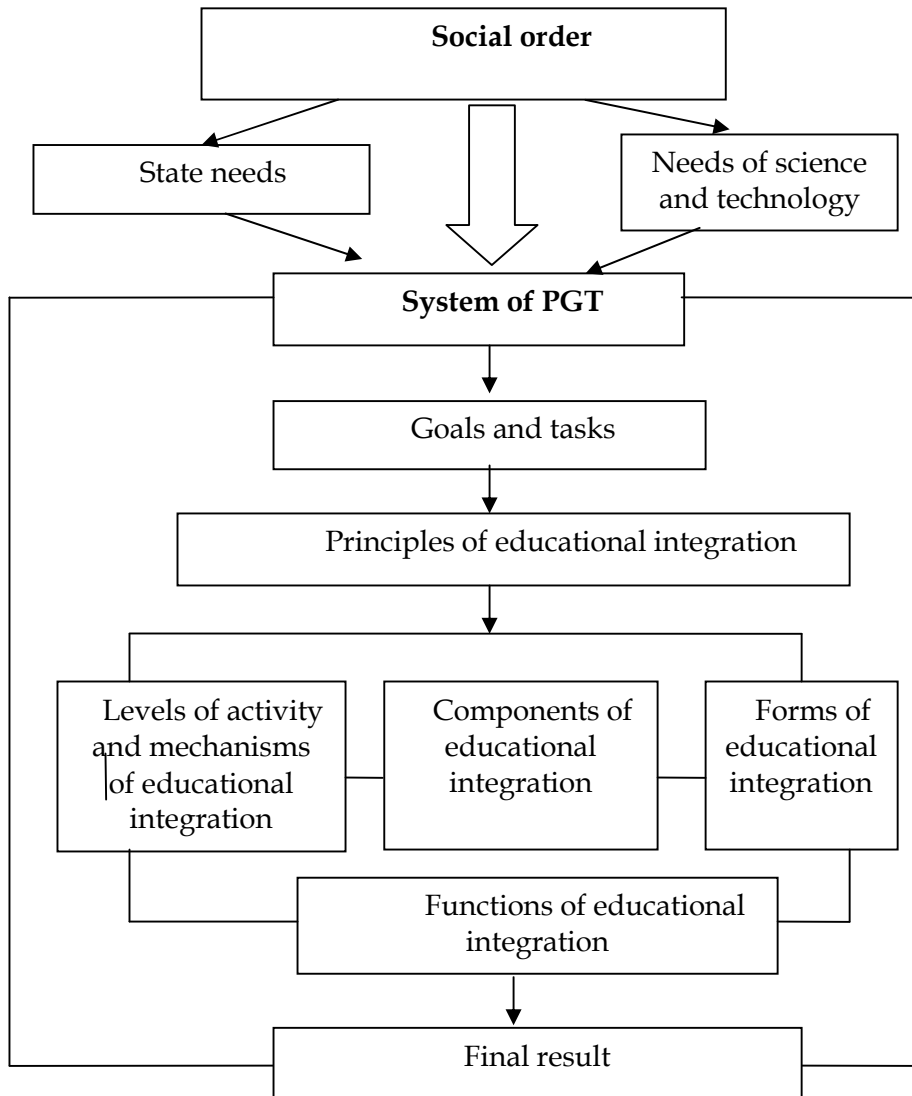 Social order
State needs
Needs of science
and technology
System of PGT
Goals and tasks
Principles of educational integration
Levels of activity
and mechanisms
of educational
integration
Components of
educational
integration
Forms of
educational
integration
Functions of educational
integration
Final result